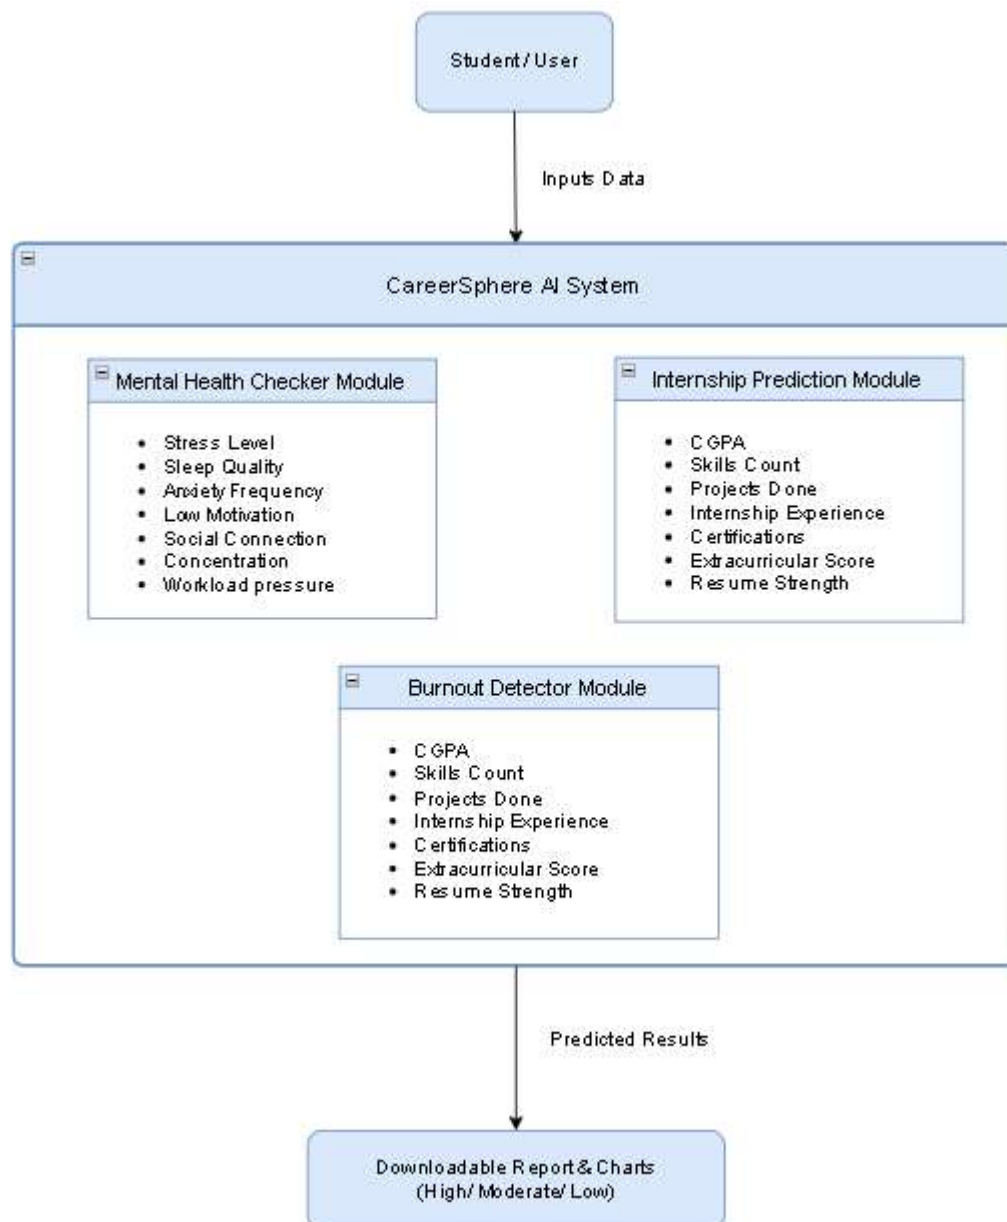 Student/ User
Inputs Data
CareerSphere AI System
Mental Health Checker Module
• Stress Level
• Sleep Quality
• Anxiety Frequency
• Low Motivation
• Social Connection
• Concentration
• Workload pressure
Internship Prediction Module
• CGPA
• Skills Count
• Projects Done
• Internship Experience
• Certifications
• Extracurricular Score
• Resume Strength
Burnout Detector Module
• CGPA
• Skills Count
• Projects Done
• Internship Experience
• Certifications
• Extracurricular Score
• Resume Strength
Predicted Results
Downloadable Report & Charts
(High/ Moderate/ Low)